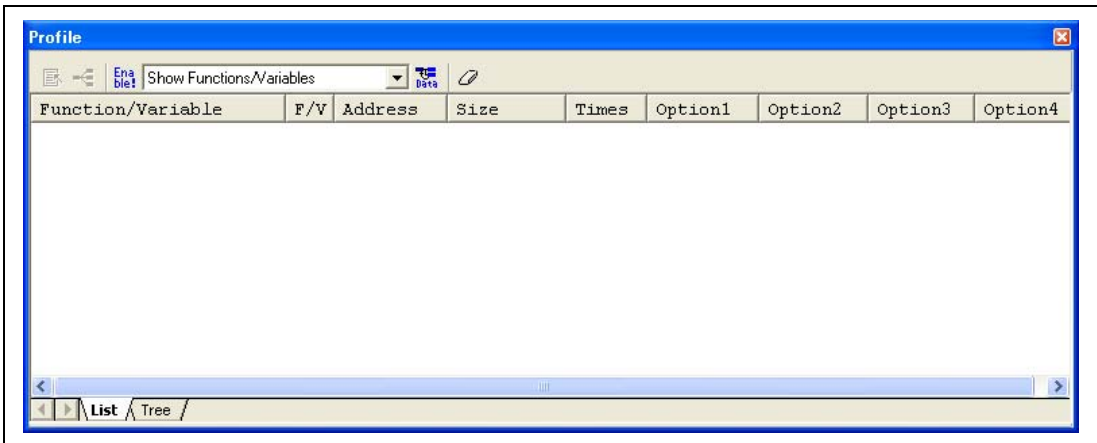 Profile
Ena
ble!
Show Functions/Variables
Data
Function/Variable F/V Address Size Times Option1 Option2 Option3 Option4
List Tree